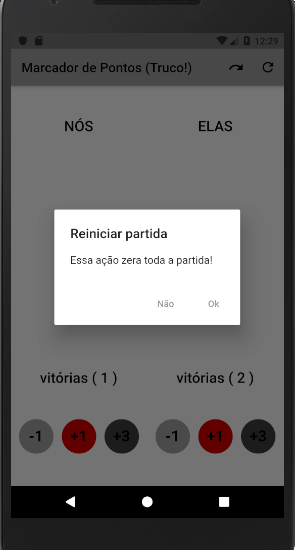 12:29
Marcador de Pontos (Truco!)
NÓS ELAS
Reiniciar partida
Essa ação zera toda a partida!
Não Ok
vitórias ( 1 ) vitórias ( 2 )
-1 +1 +3 -1 +1 +3